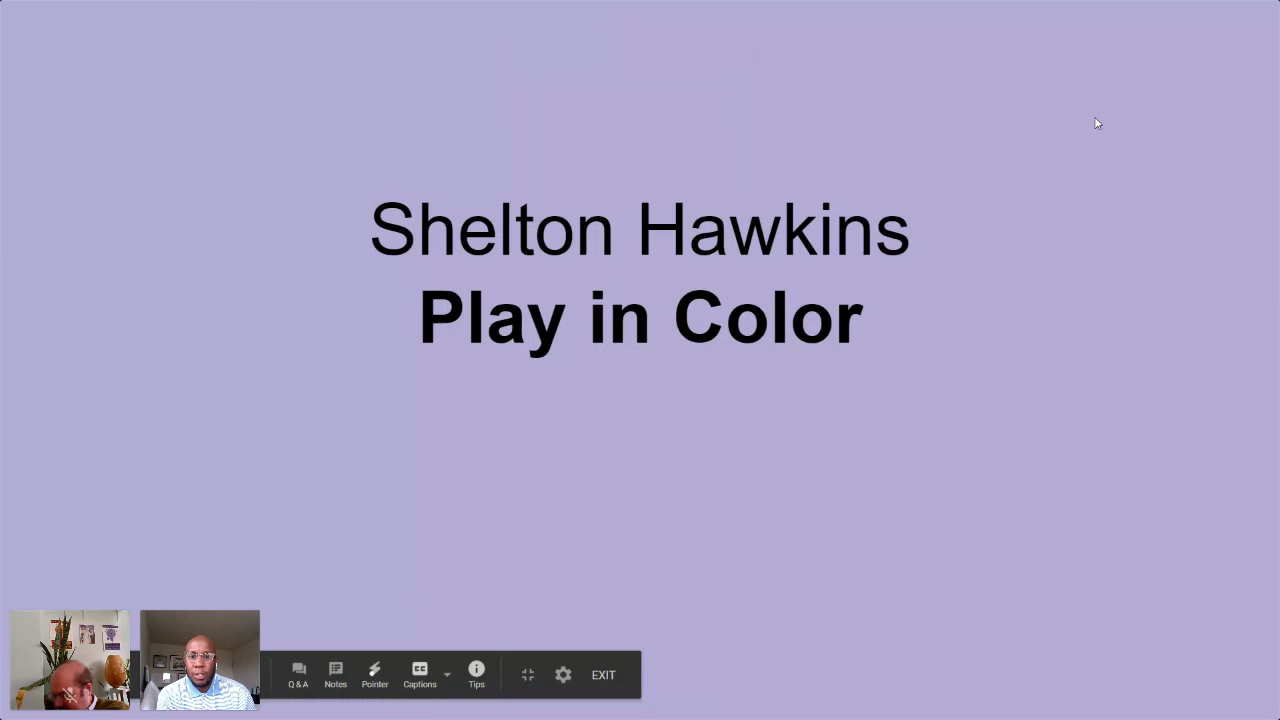 Shelton Hawkins
Play in Color
Q & A
Notes
Pointer
Captions
Tips
EXIT